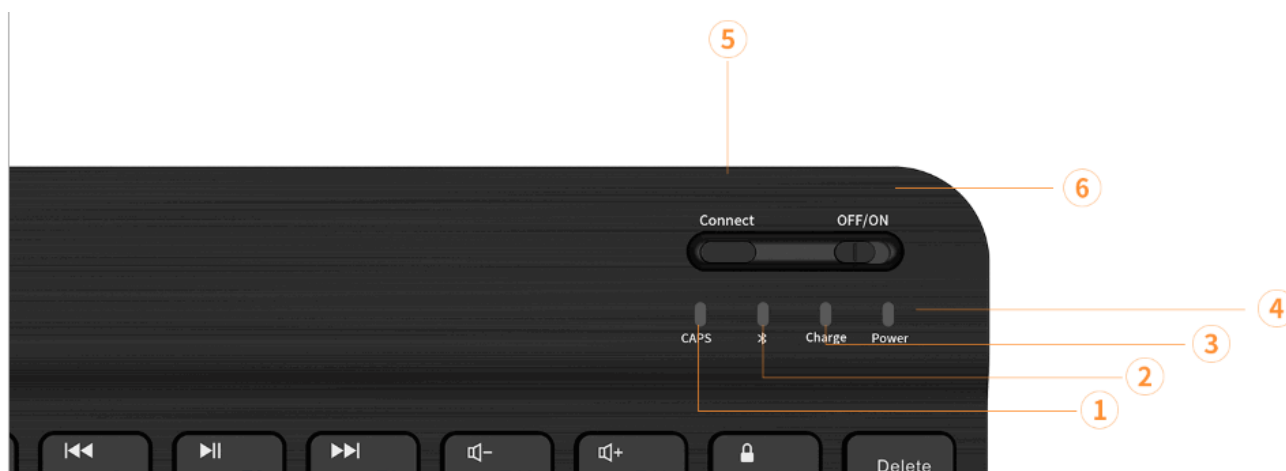 ⑤
⑥
Connect OFF/ON
④
CAPS Charge Power
③
②
①
Delete